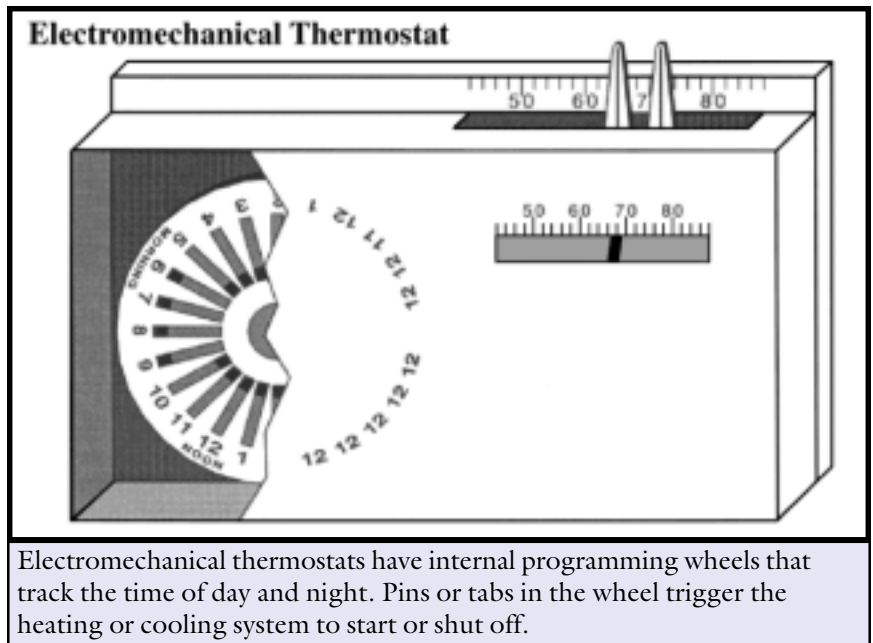 Electromechanical Thermostat
50 60 7 80
50 60 70 80
3
4
5
MORNING
6
7
8
9
10
11
12
NOON
1
1
12
11
12
12
12
12
12
12
12
Electromechanical thermostats have internal programming wheels that
track the time of day and night. Pins or tabs in the wheel trigger the
heating or cooling system to start or shut off.